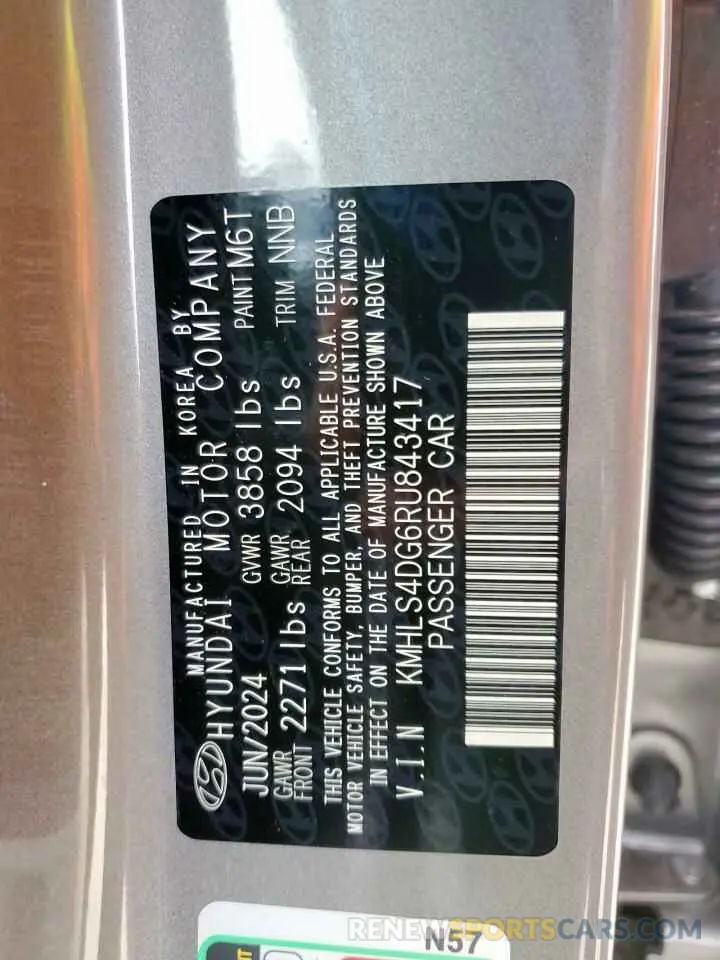 MANUFACTURED IN KOREA BY
HYUNDAI MOTOR COMPANY
JUN/2024 GVWR 3858 lbs PAINT M6T
GAWR FRONT 2271 lbs GAWR REAR 2094 lbs TRIM NNB
THIS VEHICLE CONFORMS TO ALL APPLICABLE U.S.A. FEDERAL
MOTOR VEHICLE SAFETY, BUMPER, AND THEFT PREVENTION STANDARDS
IN EFFECT ON THE DATE OF MANUFACTURE SHOWN ABOVE
V.I.N KMHLS4DG6RU843417
PASSENGER CAR
N57
RENEWSPORTSCARS.COM